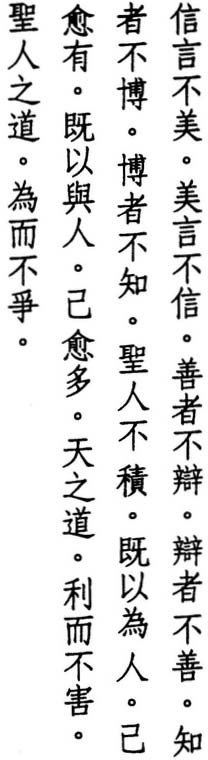 信言不美。美言不信。善者不辯。辯者不善。知
者不博。博者不知。聖人不積。既以為人。己
愈有。既以與人。己愈多。天之道。利而不害。
聖人之道。為而不爭。